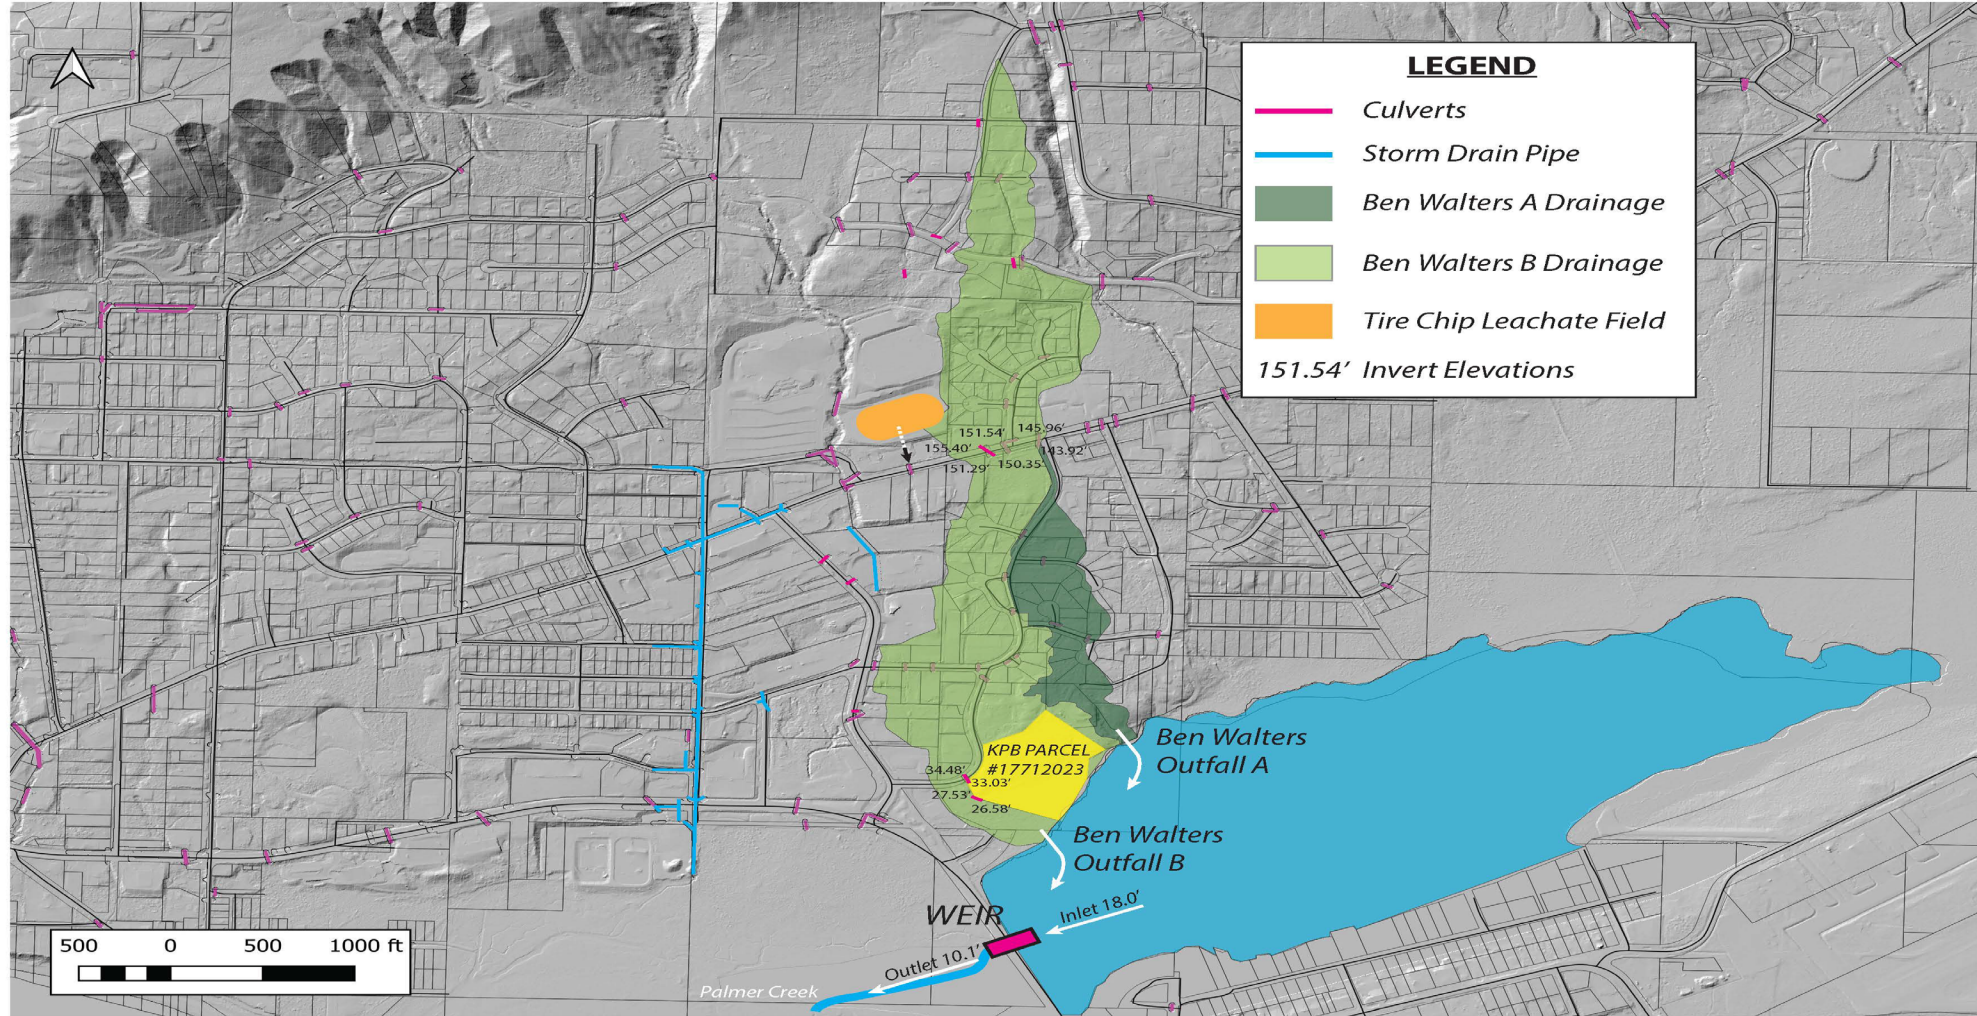 LEGEND
Culverts
Storm Drain Pipe
Ben Walters A Drainage
Ben Walters B Drainage
Tire Chip Leachate Field
151.54’ Invert Elevations
151.54’
145.96’
155.40’
143.92’
151.29’
150.35’
KPB PARCEL
#17712023
34.48’
33.03’
27.53’
26.58’
Ben Walters
Outfall A
Ben Walters
Outfall B
WEIR
Inlet 18.0’
Outlet 10.1’
Palmer Creek
500 0 500 1000 ft